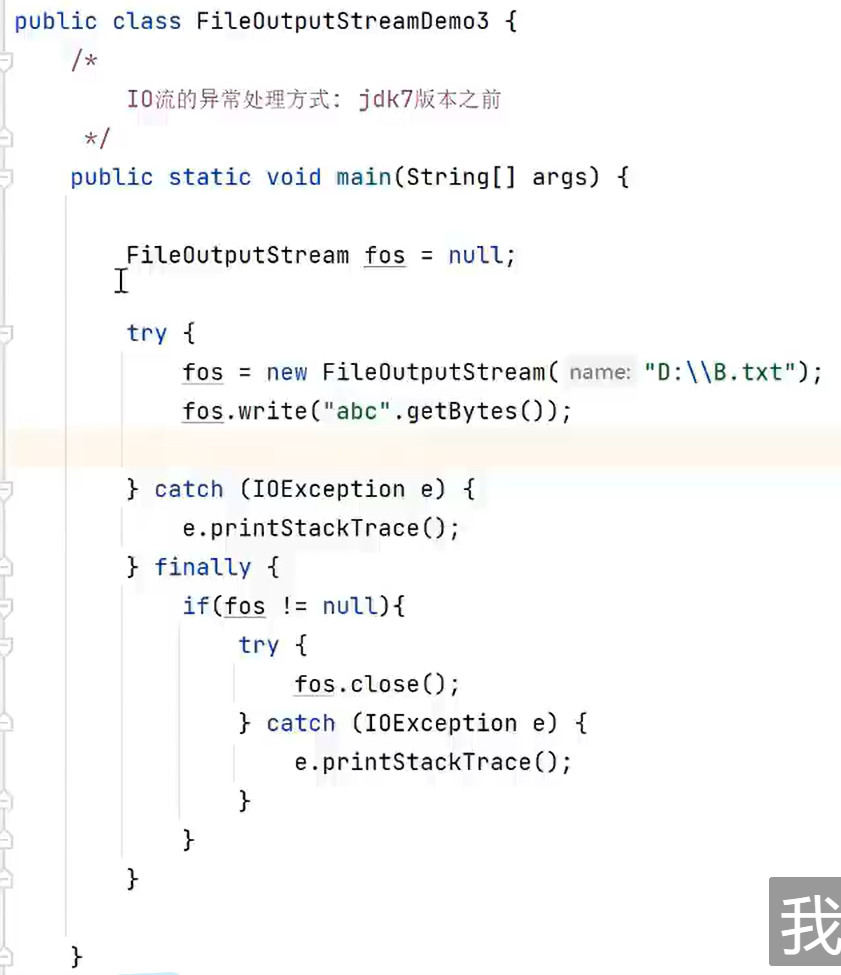 public class FileOutputStreamDemo3 {
/*
IO流的异常处理方式: jdk7版本之前
*/
public static void main(String[] args) {
FileOutputStream fos = null;
try {
fos = new FileOutputStream( name: "D:\\B.txt");
fos.write("abc".getBytes());
} catch (IOException e) {
e.printStackTrace();
} finally {
if(fos != null){
try {
fos.close();
} catch (IOException e) {
e.printStackTrace();
}
}
}
}
我